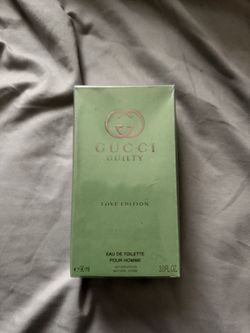 GUCCI
GUILTY
LOVE EDITION
EAU DE TOILETTE
POUR HOMME
90 ml
3.0 FL.OZ.